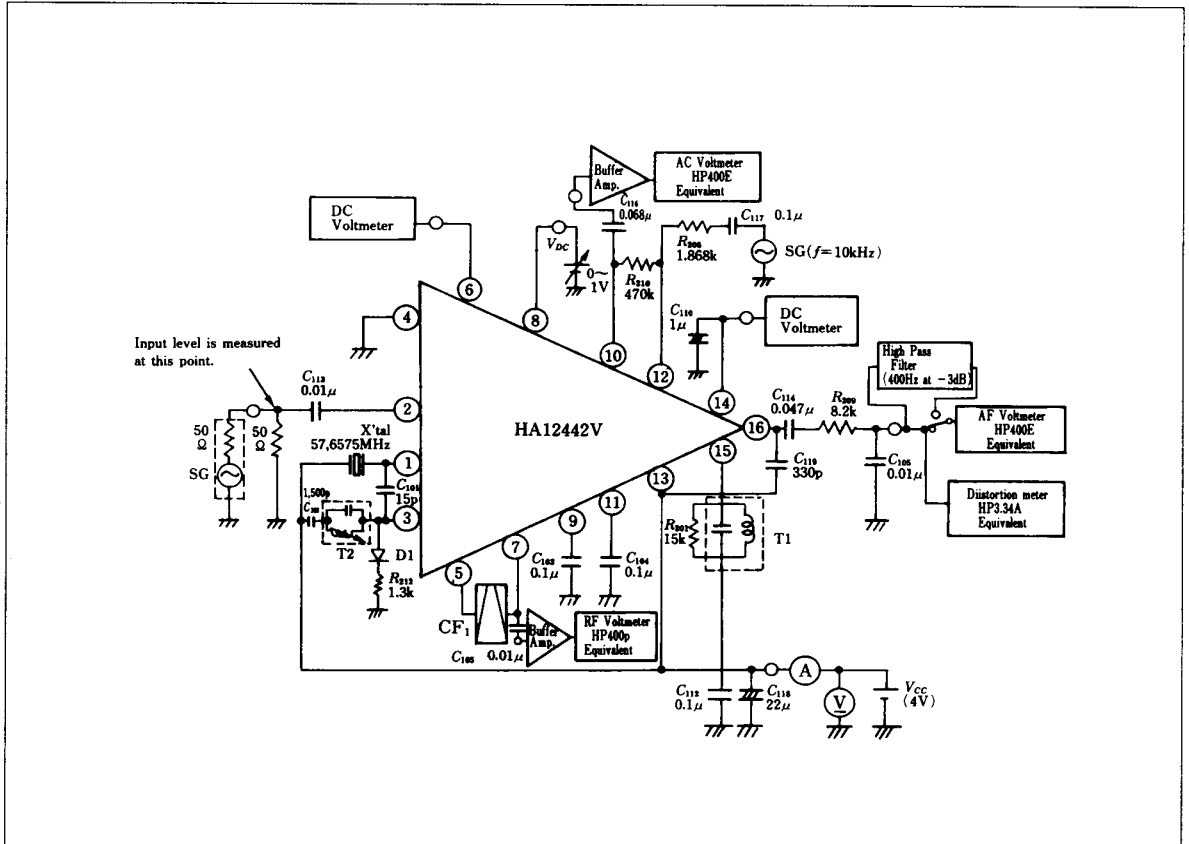 Buffer
Amp.
AC Voltmeter
HP400E
Equivalent
DC
Voltmeter
C116
0.068μ
C117
0.1μ
VDC
0~
1V
R208
1.868k
SG(f=10kHz)
R210
470k
6
8
4
10
C110
1μ
DC
Voltmeter
Input level is measured
at this point.
12
High Pass
Filter
(400Hz at −3dB)
C113
0.01μ
14
C114
0.047μ
R209
8.2k
50
Ω
50
Ω
SG
2
HA12442V
16
AF Voltmeter
HP400E
Equivalent
X'tal
57,6575MHz
15
C119
330p
C105
0.01μ
1
13
C101
15p
1,500p
3
11
R201
15k
T1
Diistortion meter
HP3.34A
Equivalent
T2
D1
9
7
C103
0.1μ
C104
0.1μ
R212
1.3k
5
CF1
Buffer
Amp.
RF Voltmeter
HP400p
Equivalent
C105
0.01μ
A
C112
0.1μ
C118
22μ
V
VCC
(4V)